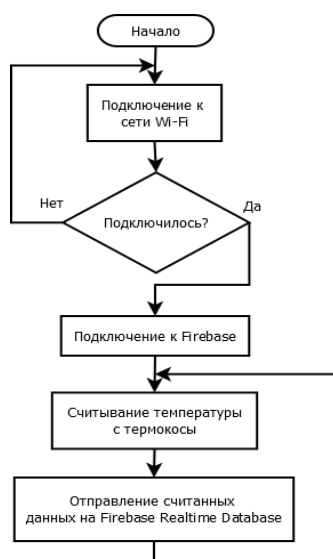 Начало
Подключение к
сети Wi-Fi
Нет
Подключилось?
Да
Подключение к Firebase
Считывание температуры
с термокосы
Отправление считанных
данных на Firebase Realtime Database